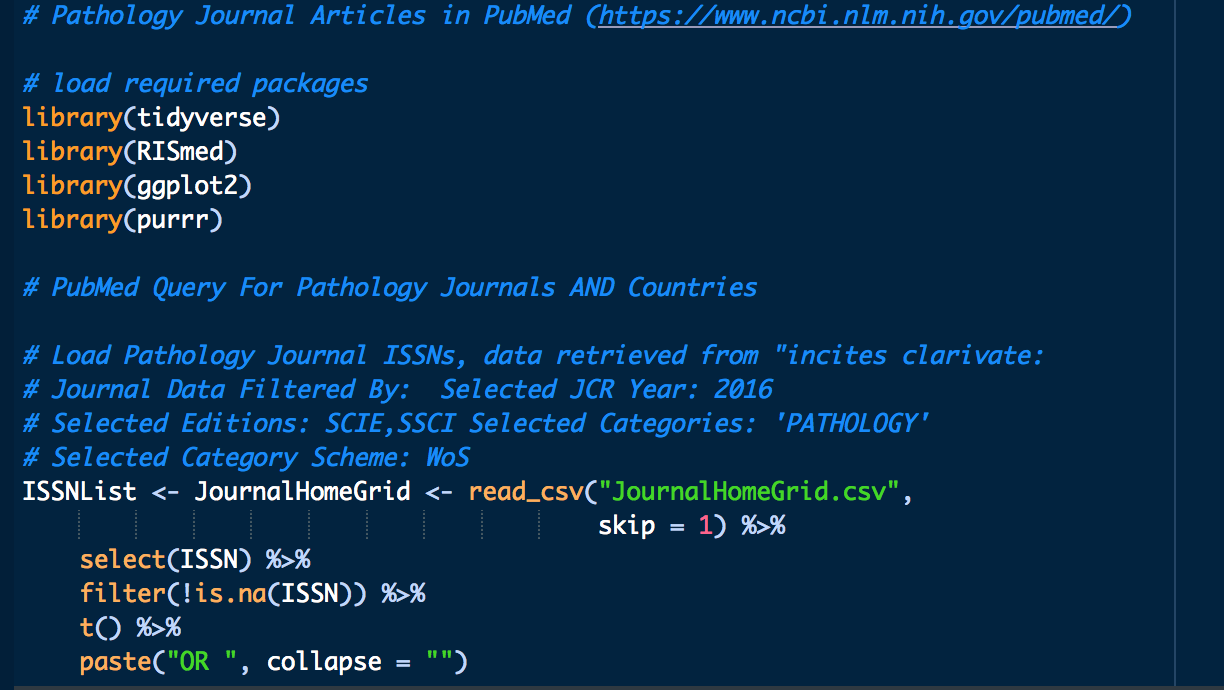 # Pathology Journal Articles in PubMed (https://www.ncbi.nlm.nih.gov/pubmed/)
# load required packages
library(tidyverse)
library(RISmed)
library(ggplot2)
library(purrr)
# PubMed Query For Pathology Journals AND Countries
# Load Pathology Journal ISSNs, data retrieved from "incites clarivate:
# Journal Data Filtered By:  Selected JCR Year: 2016
# Selected Editions: SCIE,SSCI Selected Categories: 'PATHOLOGY'
# Selected Category Scheme: WoS
ISSNList <- JournalHomeGrid <- read_csv("JournalHomeGrid.csv",
                                        skip = 1) %>%
    select(ISSN) %>%
    filter(!is.na(ISSN)) %>%
    t() %>%
    paste("OR ", collapse = "")